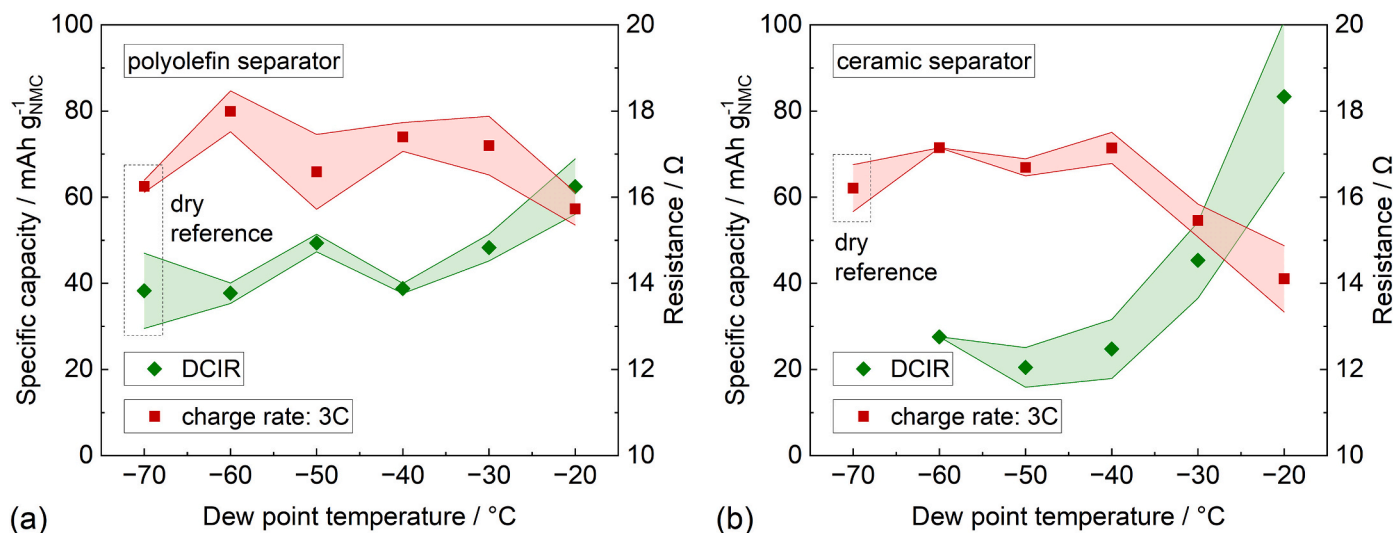 100
80
60
40
20
0
Specific capacity / mAh g⁻¹NMC
polyolefin separator
dry
reference
DCIR
charge rate: 3C
20
18
16
14
12
10
Resistance / Ω
−70
−60
−50
−40
−30
−20
Dew point temperature / °C
(a)
100
80
60
40
20
0
Specific capacity / mAh g⁻¹NMC
ceramic separator
dry
reference
DCIR
charge rate: 3C
20
18
16
14
12
10
Resistance / Ω
−70
−60
−50
−40
−30
−20
Dew point temperature / °C
(b)